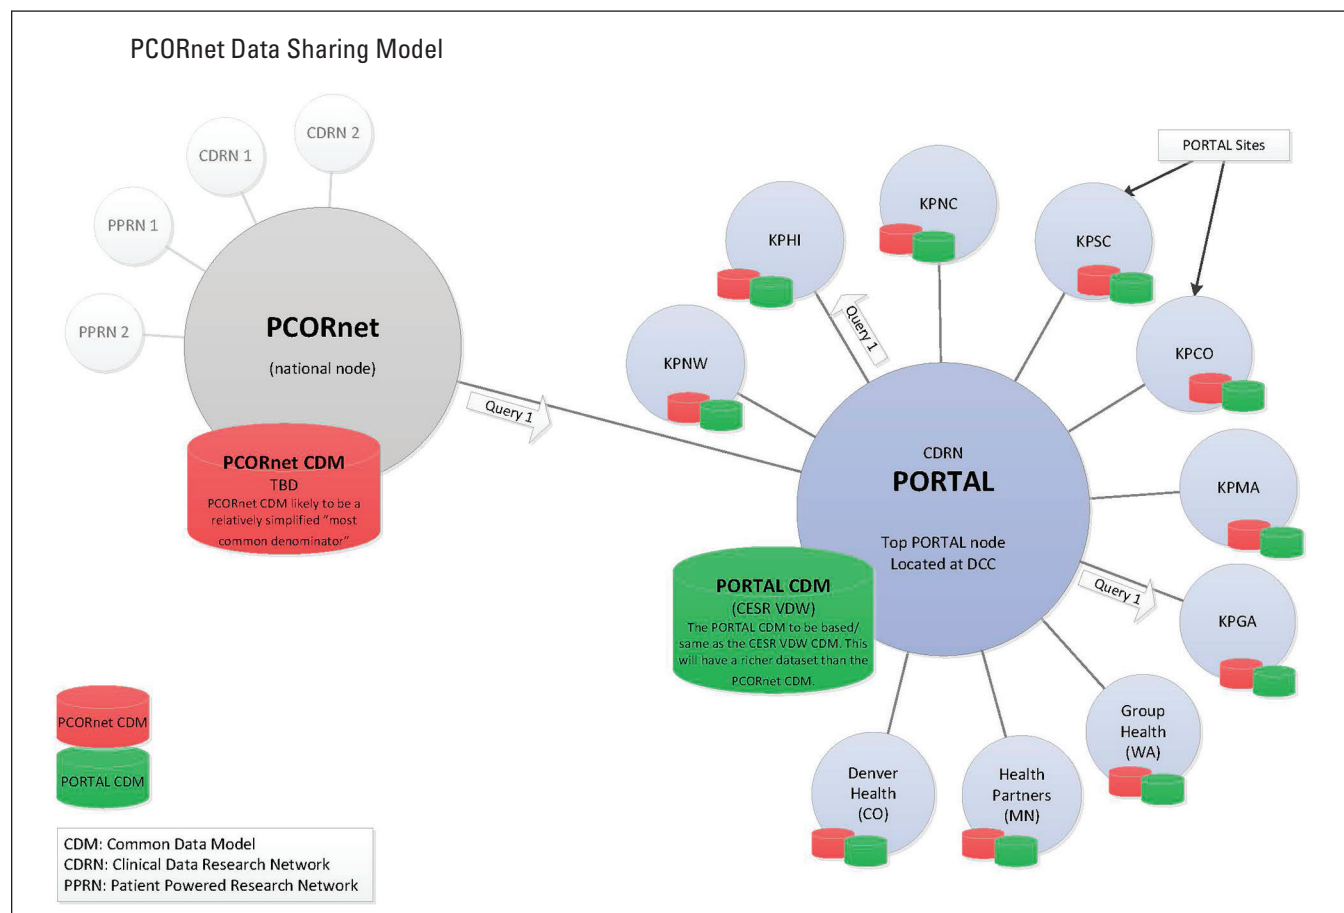 PCORnet Data Sharing Model
CDRN 2
CDRN 1
PPRN 1
PPRN 2
PCORnet
(national node)
PCORnet CDM
TBD
PCORnet CDM likely to be a
relatively simplified “most
common denominator”
Query 1
PORTAL Sites
KPNC
KPHI
KPSC
Query 1
KPNW
KPCO
CDRN
PORTAL
Top PORTAL node
Located at DCC
KPMA
Query 1
KPGA
PORTAL CDM
(CESR VDW)
The PORTAL CDM to be based/
same as the CESR VDW CDM. This
will have a richer dataset than the
PCORnet CDM.
Group
Health
(WA)
Denver
Health
(CO)
Health
Partners
(MN)
PCORnet CDM
PORTAL CDM
CDM: Common Data Model
CDRN: Clinical Data Research Network
PPRN: Patient Powered Research Network